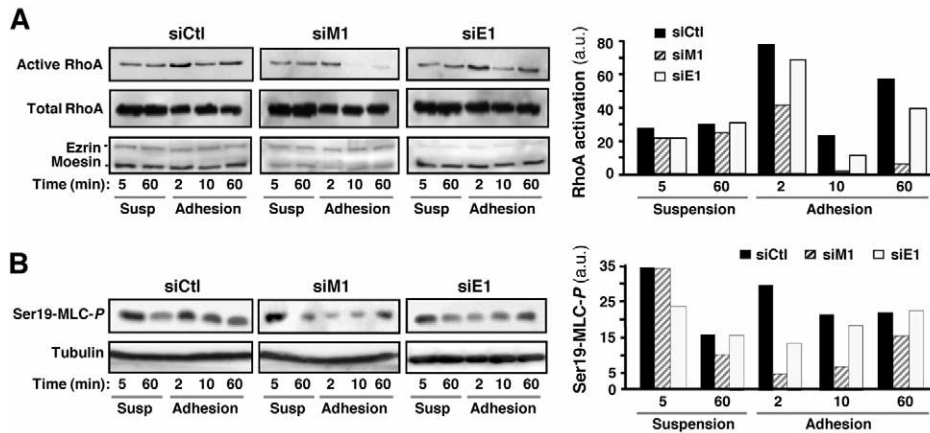 A
siCtl siM1 siE1
Active RhoA
Total RhoA
Ezrin
Moesin
Time (min): 5 60 2 10 60 5 60 2 10 60 5 60 2 10 60
Susp Adhesion Susp Adhesion Susp Adhesion
RhoA activation (a.u.)
80
60
40
20
0
siCtl
siM1
siE1
5 60 2 10 60
Suspension Adhesion
B
siCtl siM1 siE1
Ser19-MLC-P
Tubulin
Time (min): 5 60 2 10 60 5 60 2 10 60 5 60 2 10 60
Susp Adhesion Susp Adhesion Susp Adhesion
Ser19-MLC-P (a.u.)
35
25
15
5
0
siCtl siM1 siE1
5 60 2 10 60
Suspension Adhesion